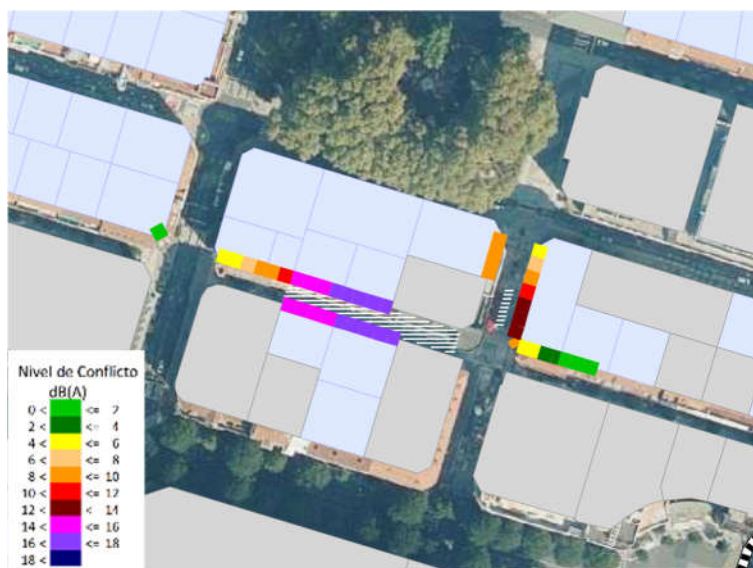 Nivel de Conflicto
dB(A)
0 < <= 2
2 < <= 4
4 < <= 6
6 < <= 8
8 < <= 10
10 < <= 12
12 < < 14
14 < <= 16
16 < <= 18
18 <